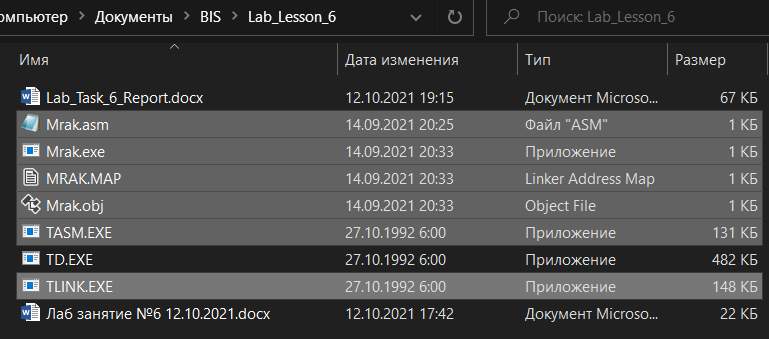 омпьютер > Документы > BIS > Lab_Lesson_6 Поиск: Lab_Lesson_6
Имя Дата изменения Тип Размер
Lab_Task_6_Report.docx 12.10.2021 19:15 Документ Microso... 67 КБ
Mrak.asm 14.09.2021 20:25 Файл "ASM" 1 КБ
Mrak.exe 14.09.2021 20:33 Приложение 1 КБ
MRAK.MAP 14.09.2021 20:33 Linker Address Map 1 КБ
Mrak.obj 14.09.2021 20:33 Object File 1 КБ
TASM.EXE 27.10.1992 6:00 Приложение 131 КБ
TD.EXE 27.10.1992 6:00 Приложение 482 КБ
TLINK.EXE 27.10.1992 6:00 Приложение 148 КБ
Лаб занятие №6 12.10.2021.docx 12.10.2021 17:42 Документ Microso... 22 КБ